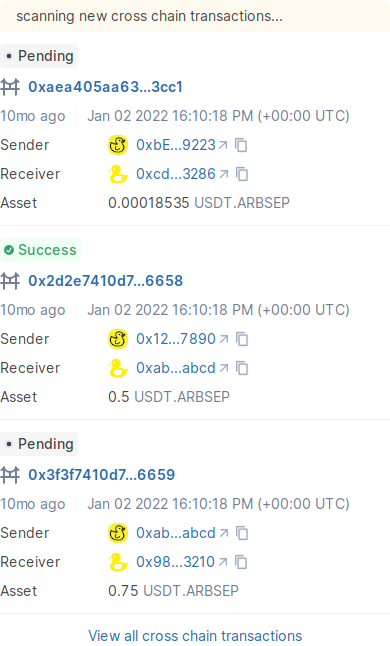 scanning new cross chain transactions...
Pending
0xaea405aa63...3cc1
10mo ago Jan 02 2022 16:10:18 PM (+00:00 UTC)
Sender 0xbE...9223
Receiver 0xcd...3286
Asset 0.00018535 USDT.ARBSEP
Success
0x2d2e7410d7...6658
10mo ago Jan 02 2022 16:10:18 PM (+00:00 UTC)
Sender 0x12...7890
Receiver 0xab...abcd
Asset 0.5 USDT.ARBSEP
Pending
0x3f3f7410d7...6659
10mo ago Jan 02 2022 16:10:18 PM (+00:00 UTC)
Sender 0xab...abcd
Receiver 0x98...3210
Asset 0.75 USDT.ARBSEP
View all cross chain transactions